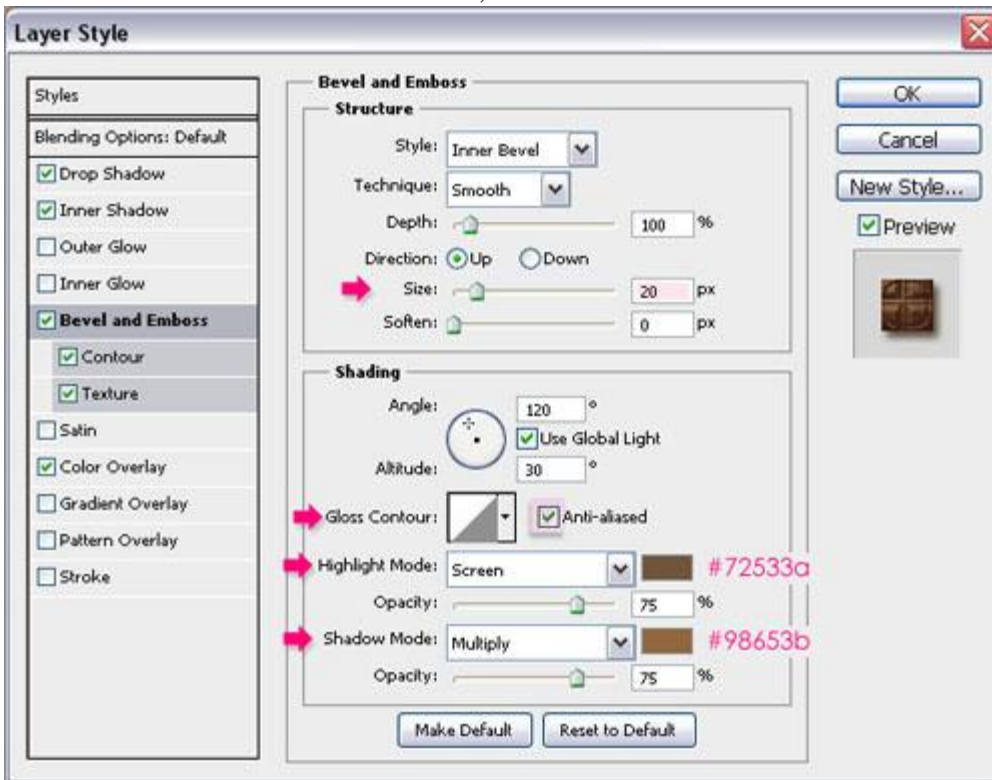 Layer Style
Styles
Blending Options: Default
Drop Shadow
Inner Shadow
Outer Glow
Inner Glow
Bevel and Emboss
Contour
Texture
Satin
Color Overlay
Gradient Overlay
Pattern Overlay
Stroke
Bevel and Emboss
Structure
Style: Inner Bevel
Technique: Smooth
Depth: 100 %
Direction: Up Down
Size: 20 px
Soften: 0 px
Shading
Angle: 120 °
Use Global Light
Altitude: 30 °
Gloss Contour: Anti-aliased
Highlight Mode: Screen #72533a
Opacity: 75 %
Shadow Mode: Multiply #98653b
Opacity: 75 %
Make Default Reset to Default
OK
Cancel
New Style...
Preview